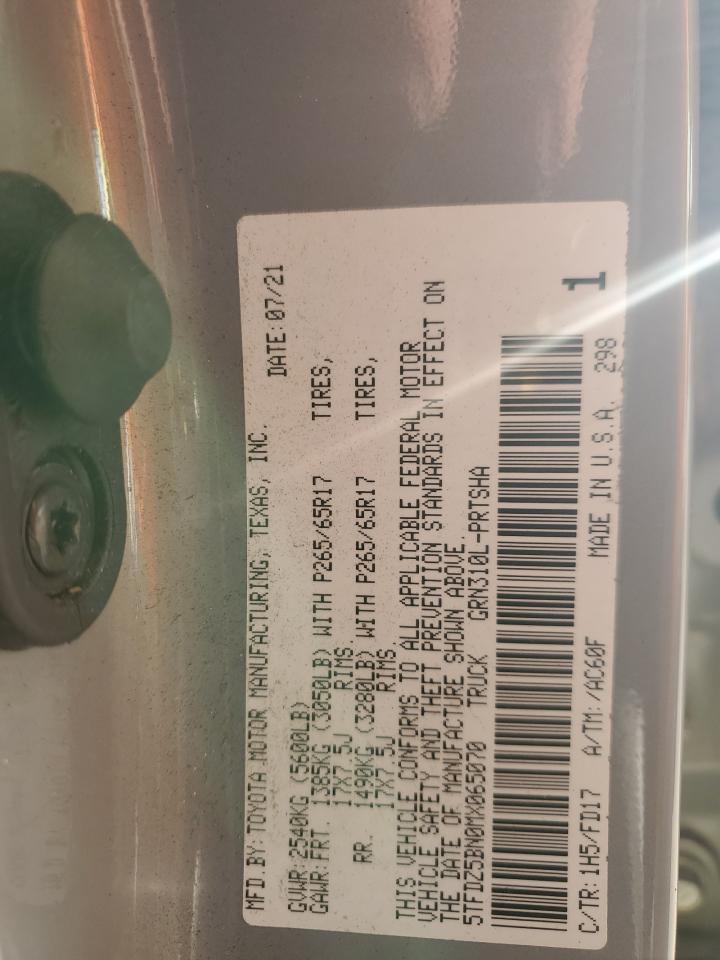 MFD.BY:TOYOTA MOTOR MANUFACTURING, TEXAS, INC.
DATE:07/21
GVWR:2540KG (5600LB)
GAWR:FRT. 1385KG (3050LB) WITH P265/65R17 TIRES,
17X7.5J RIMS.
RR. 1490KG (3280LB) WITH P265/65R17 TIRES,
17X7.5J RIMS
THIS VEHICLE CONFORMS TO ALL APPLICABLE FEDERAL MOTOR
VEHICLE SAFETY AND THEFT PREVENTION STANDARDS IN EFFECT ON
THE DATE OF MANUFACTURE SHOWN ABOVE.
5TFDZ5BN0MX065070 TRUCK GRN310L-PRTSHA
1
C/TR:1H5/FD17 A/TM:/AC60F MADE IN U.S.A. 298